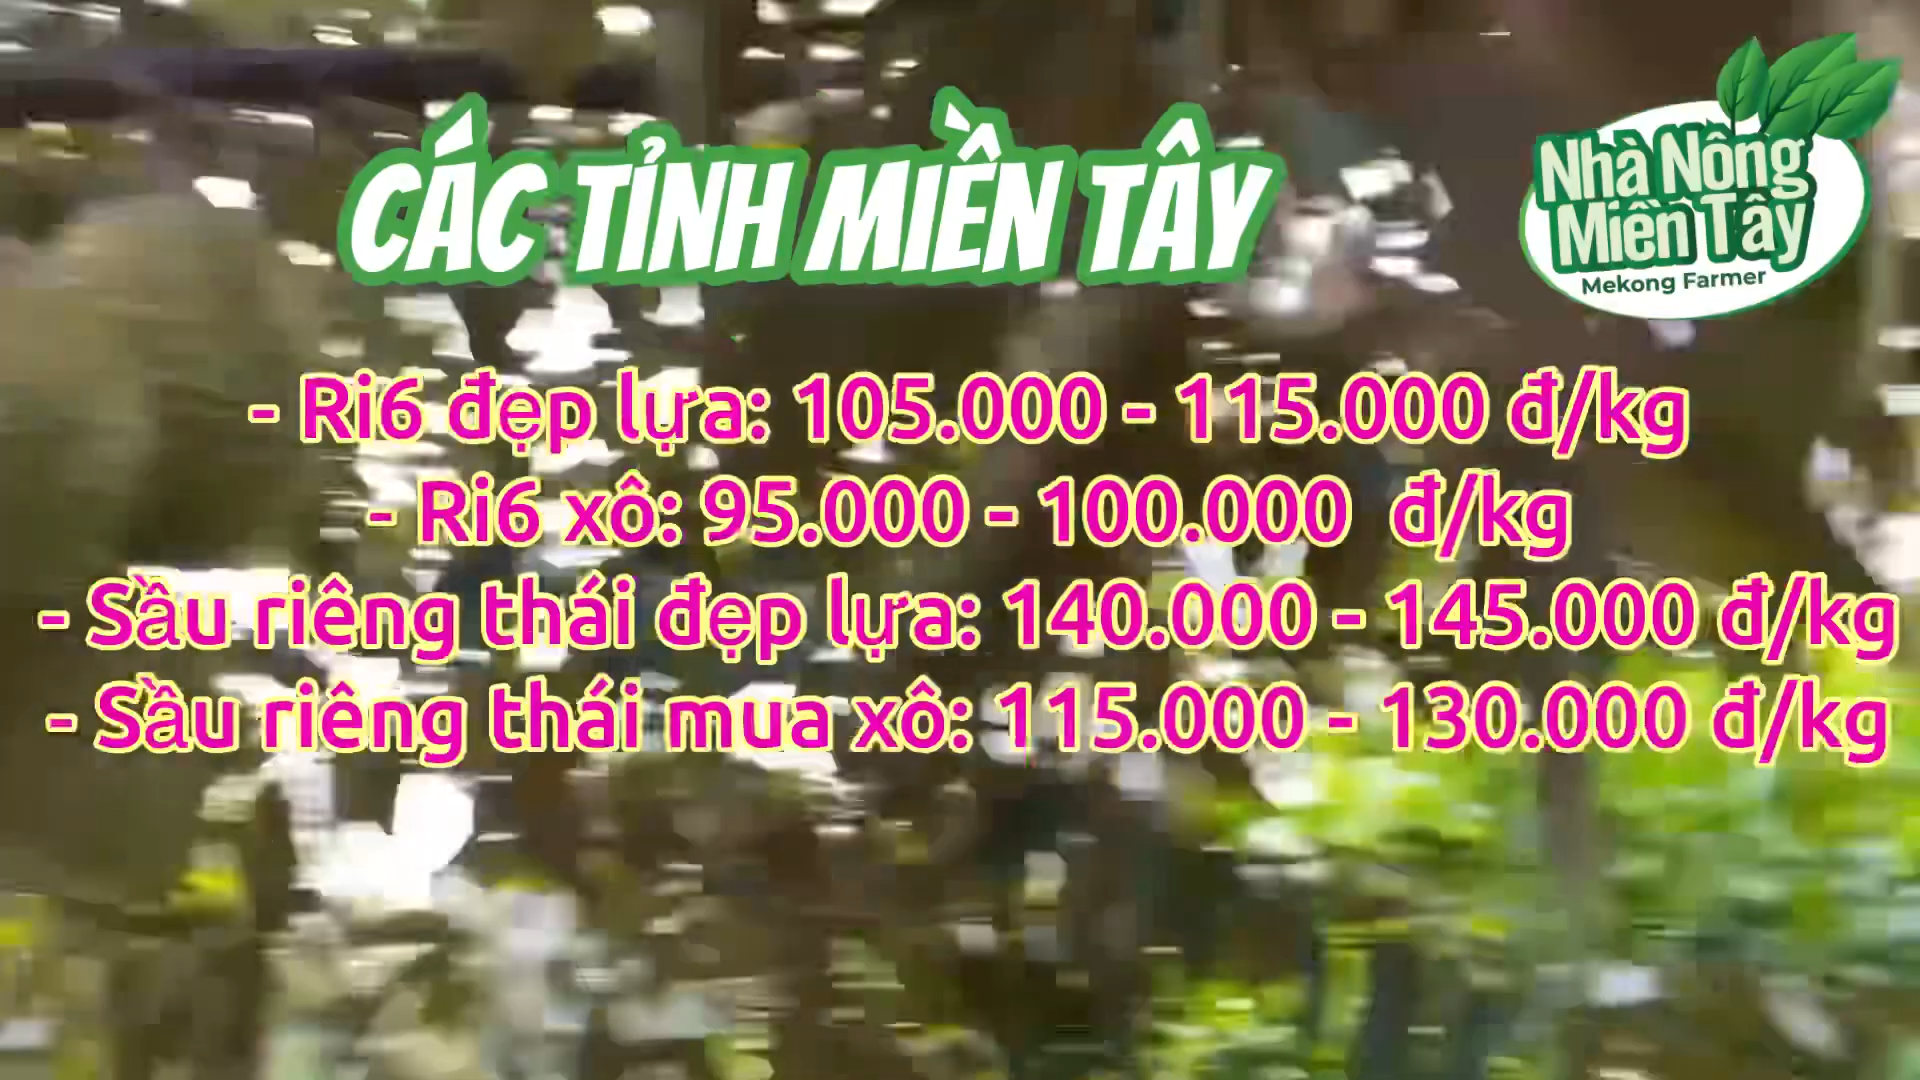 CÁC TỈNH MIỀN TÂY
Nhà Nông
Miền Tây
Mekong Farmer
- Ri6 đẹp lựa: 105.000 - 115.000 đ/kg
- Ri6 xô: 95.000 - 100.000 đ/kg
- Sầu riêng thái đẹp lựa: 140.000 - 145.000 đ/kg
- Sầu riêng thái mua xô: 115.000 - 130.000 đ/kg